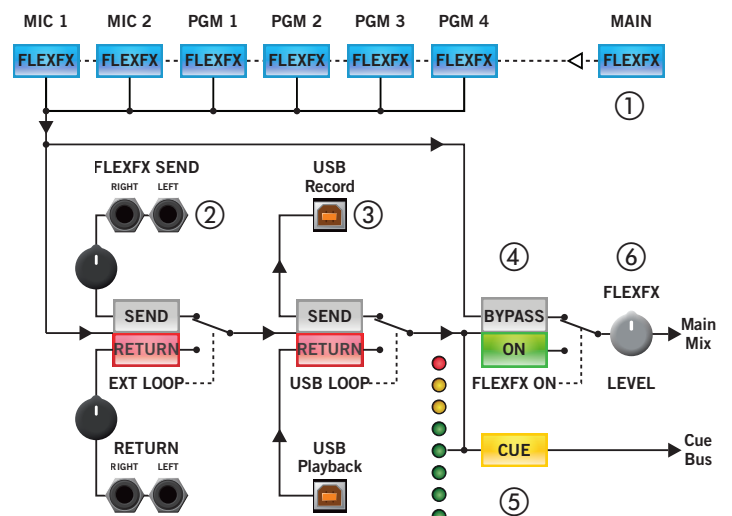 MIC 1 MIC 2 PGM 1 PGM 2 PGM 3 PGM 4 MAIN
FLEXFX FLEXFX FLEXFX FLEXFX FLEXFX FLEXFX FLEXFX
1
FLEXFX SEND
RIGHT LEFT
2
USB
Record
3
4
6
FLEXFX
SEND
RETURN
EXT LOOP
SEND
RETURN
USB LOOP
BYPASS
ON
FLEXFX ON
LEVEL
Main
Mix
RETURN
RIGHT LEFT
USB
Playback
CUE
Cue
Bus
5